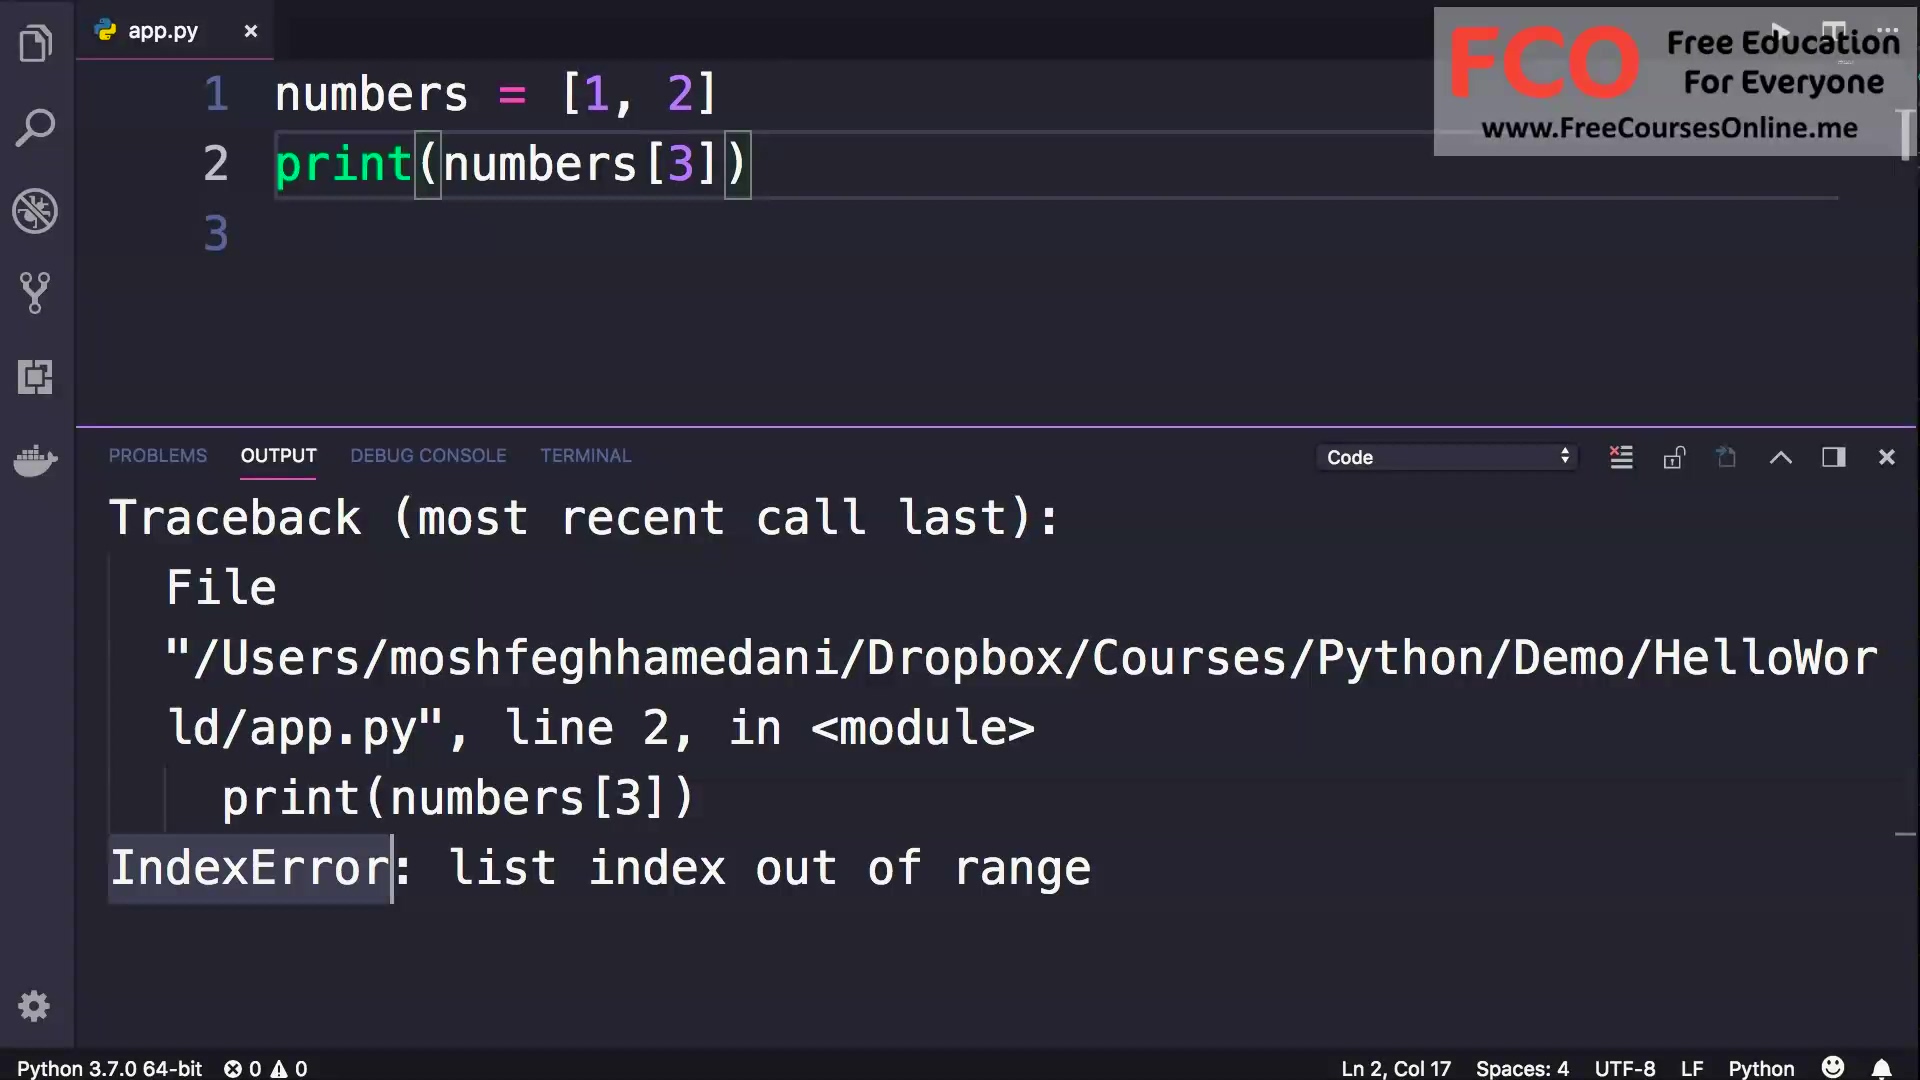 app.py
FCO Free Education
For Everyone
www.FreeCoursesOnline.me
1 numbers = [1, 2]
2 print(numbers[3])
3
PROBLEMS OUTPUT DEBUG CONSOLE TERMINAL Code
Traceback (most recent call last):
File
"/Users/moshfeghhamedani/Dropbox/Courses/Python/Demo/HelloWor
ld/app.py", line 2, in <module>
print(numbers[3])
IndexError: list index out of range
Python 3.7.0 64-bit 0 0 Ln 2, Col 17 Spaces: 4 UTF-8 LF Python